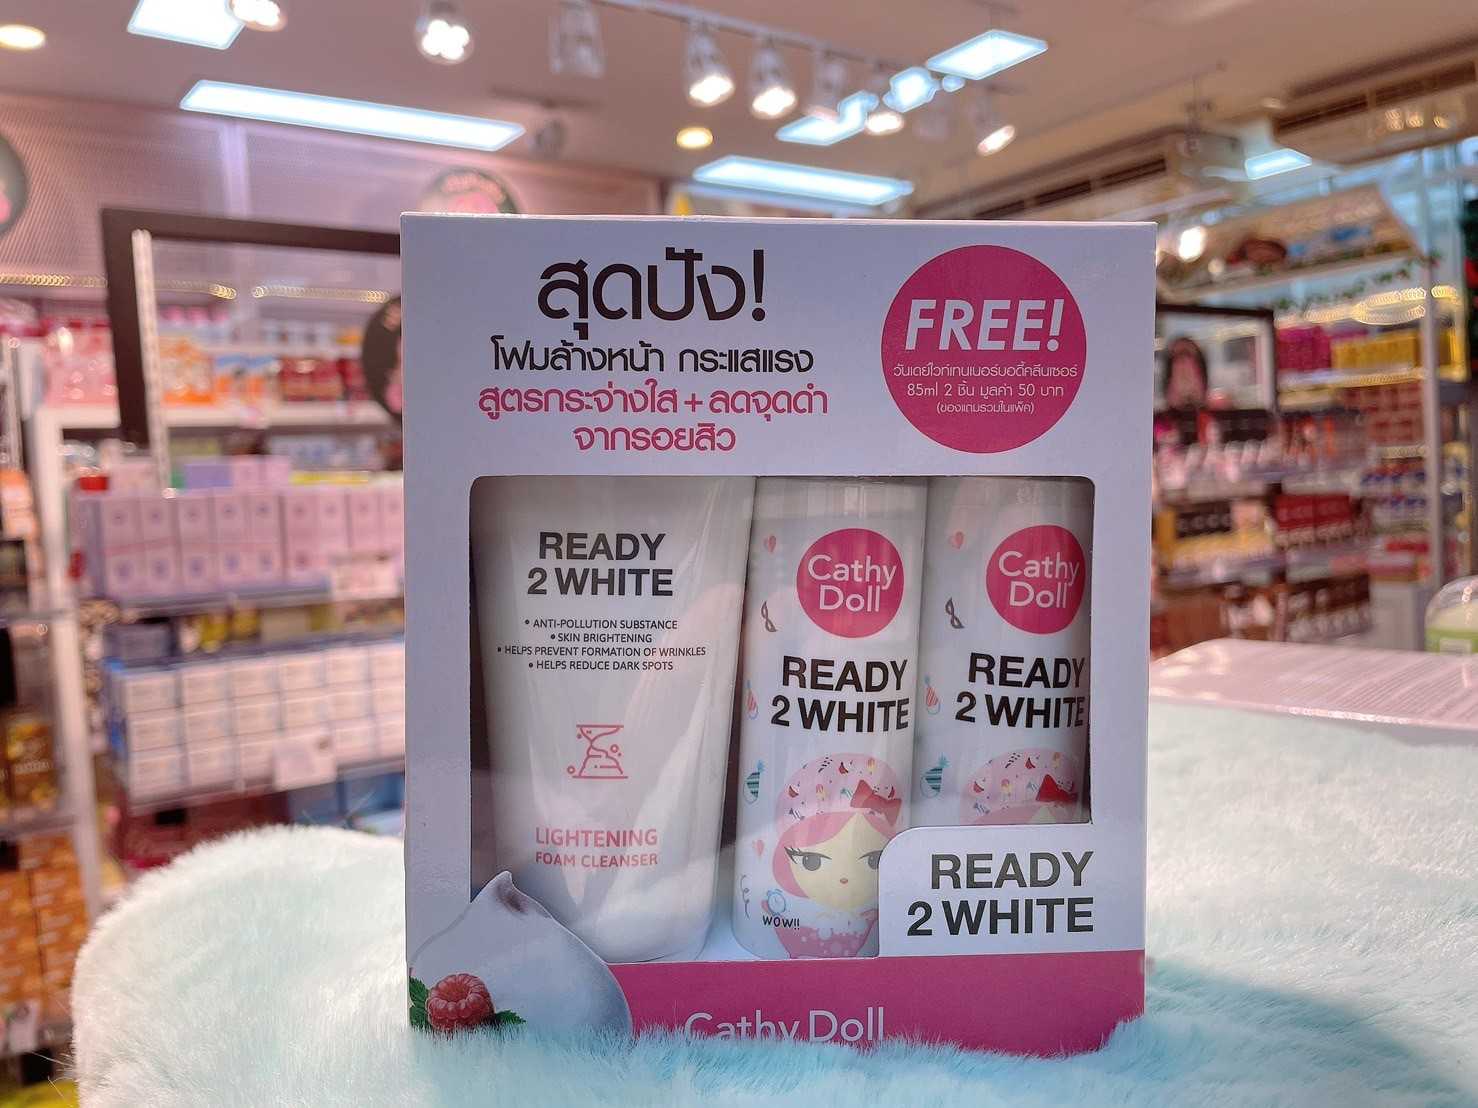 สุดปัง!
โฟมล้างหน้า กระแสแรง
สูตรกระจ่างใส + ลดจุดดำ
จากรอยสิว
FREE!
วันเดย์ไวท์เทนเนอร์บอดี้คลีนเซอร์
85ml 2 ชิ้น มูลค่า 50 บาท
(ของแถมรวมในแพ็ค)
READY
2 WHITE
• ANTI-POLLUTION SUBSTANCE
• SKIN BRIGHTENING
• HELPS PREVENT FORMATION OF WRINKLES
• HELPS REDUCE DARK SPOTS
LIGHTENING
FOAM CLEANSER
Cathy
Doll
READY
2 WHITE
WOW!!
Cathy
Doll
READY
2 WHITE
READY
2 WHITE
Cathy Doll